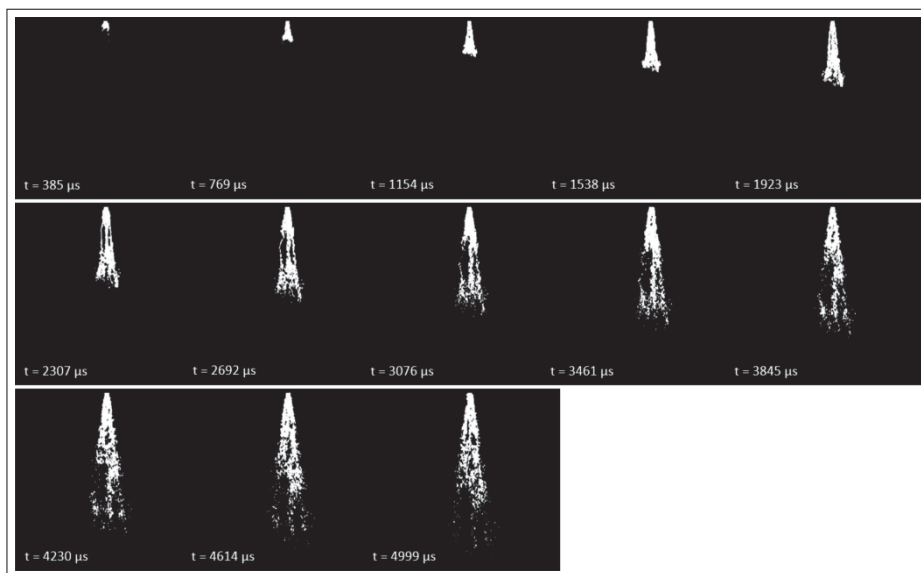 t = 385 µs
t = 769 µs
t = 1154 µs
t = 1538 µs
t = 1923 µs
t = 2307 µs
t = 2692 µs
t = 3076 µs
t = 3461 µs
t = 3845 µs
t = 4230 µs
t = 4614 µs
t = 4999 µs